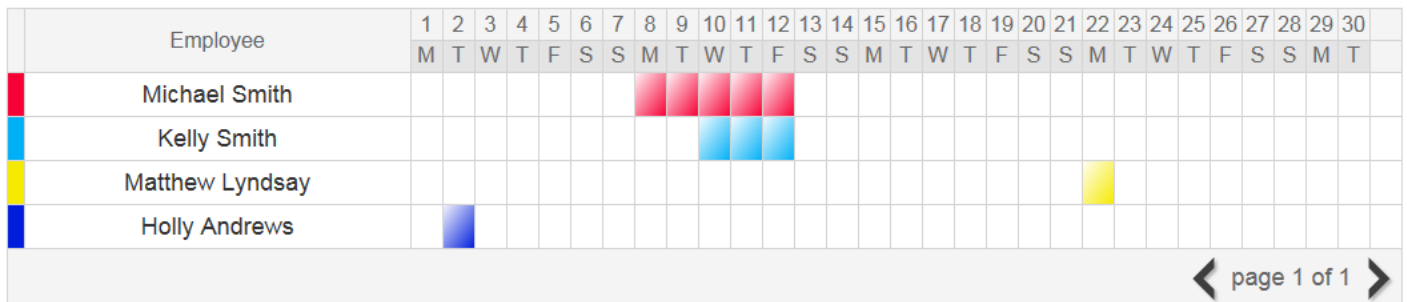 Employee 1 2 3 4 5 6 7 8 9 10 11 12 13 14 15 16 17 18 19 20 21 22 23 24 25 26 27 28 29 30
M T W T F S S M T W T F S S M T W T F S S M T W T F S S M T
Michael Smith
Kelly Smith
Matthew Lyndsay
Holly Andrews
page 1 of 1